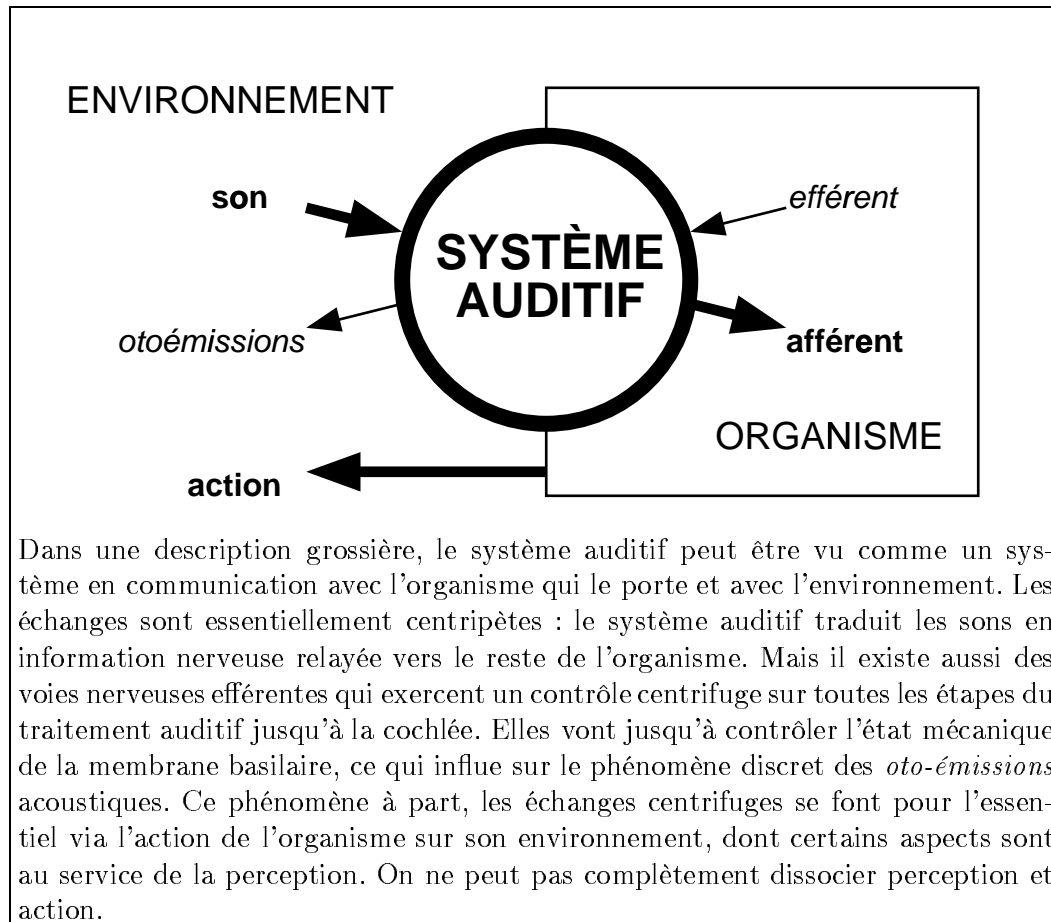 ENVIRONNEMENT
son
efférent
SYSTÈME
AUDITIF
otoémissions
afférent
ORGANISME
action
Dans une description grossière, le système auditif peut être vu comme un sys-
tème en communication avec l'organisme qui le porte et avec l'environnement. Les
échanges sont essentiellement centripètes : le système auditif traduit les sons en
information nerveuse relayée vers le reste de l'organisme. Mais il existe aussi des
voies nerveuses efférentes qui exercent un contrôle centrifuge sur toutes les étapes du
traitement auditif jusqu'à la cochlée. Elles vont jusqu'à contrôler l'état mécanique
de la membrane basilaire, ce qui influe sur le phénomène discret des oto-émissions
acoustiques. Ce phénomène à part, les échanges centrifuges se font pour l'essen-
tiel via l'action de l'organisme sur son environnement, dont certains aspects sont
au service de la perception. On ne peut pas complètement dissocier perception et
action.